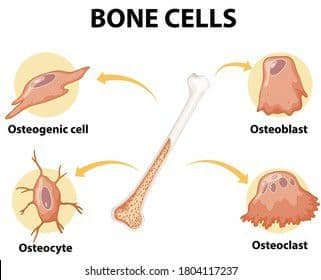 BONE CELLS
Osteogenic cell
Osteoblast
Osteocyte
Osteoclast
shutterstock.com · 1804117237